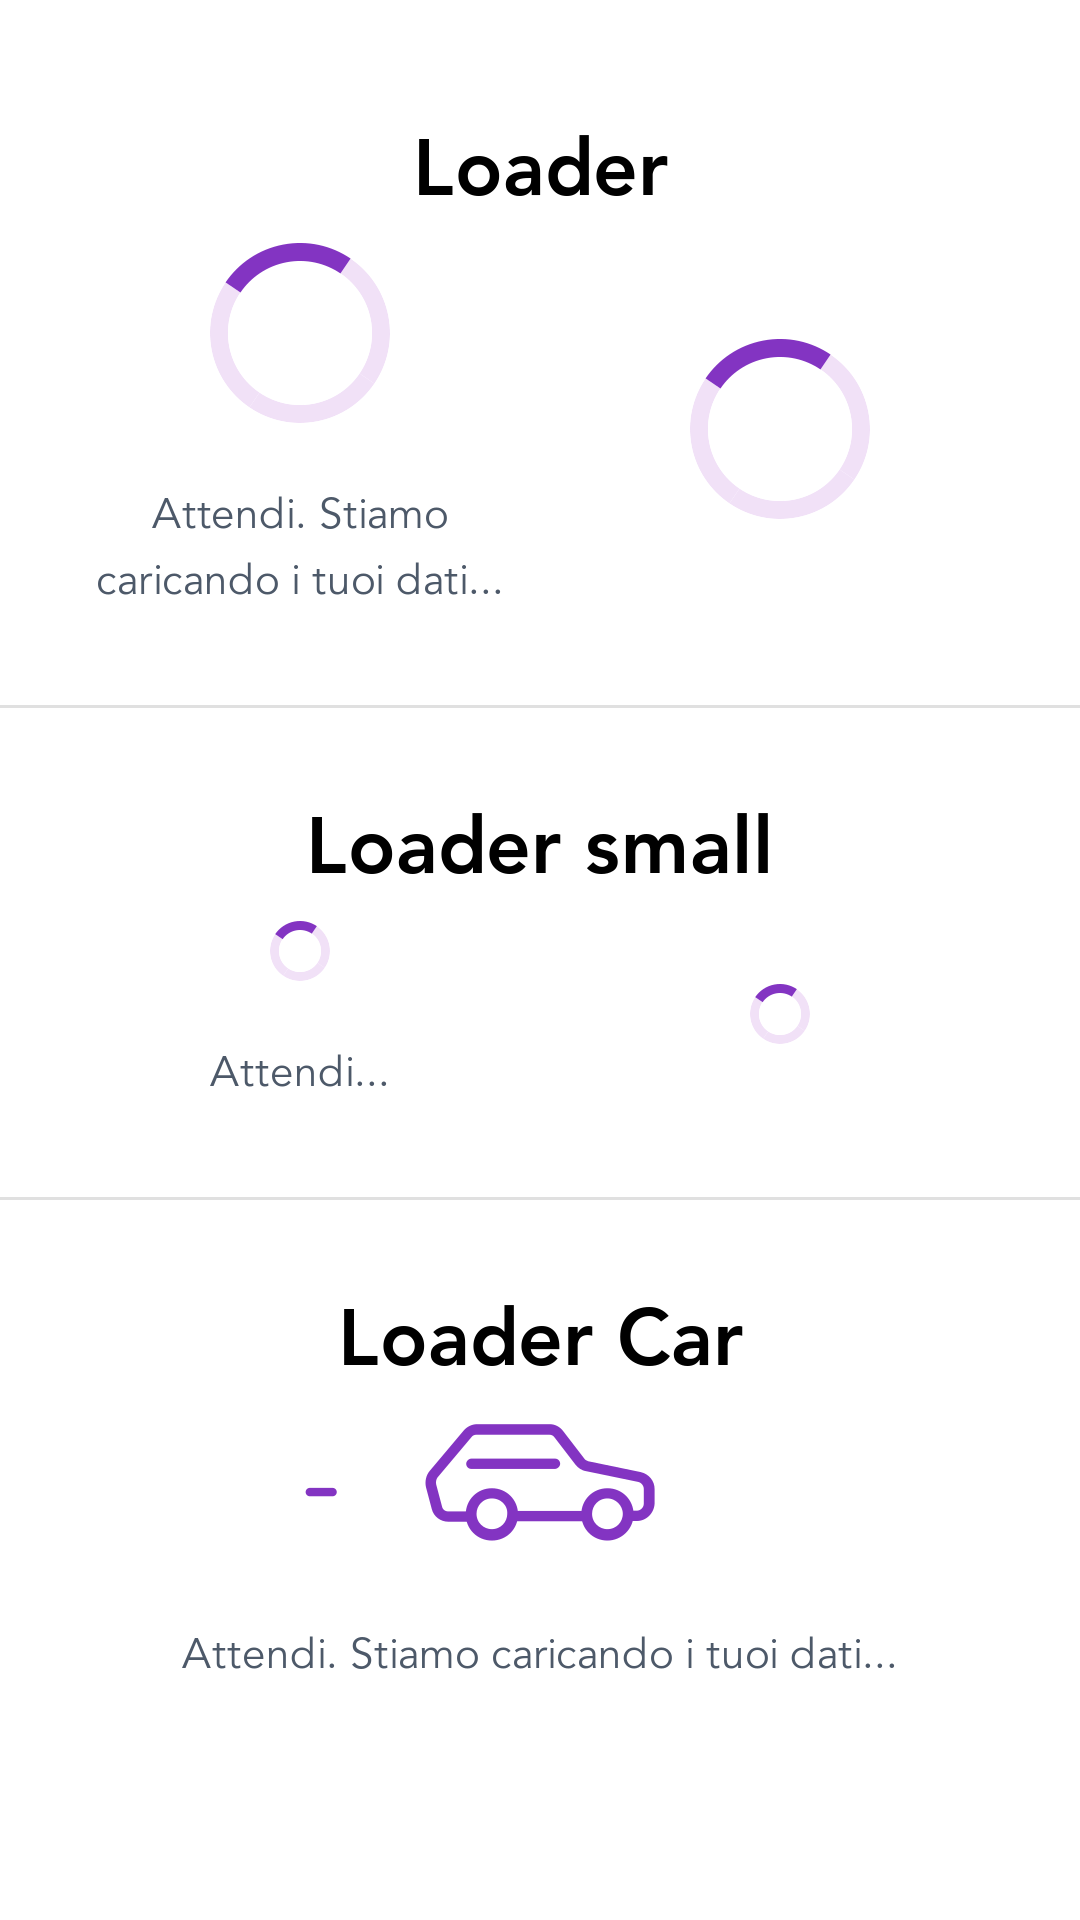 Loader
Attendi. Stiamo
caricando i tuoi dati...
Loader small
Attendi...
Loader Car
Attendi. Stiamo caricando i tuoi dati...